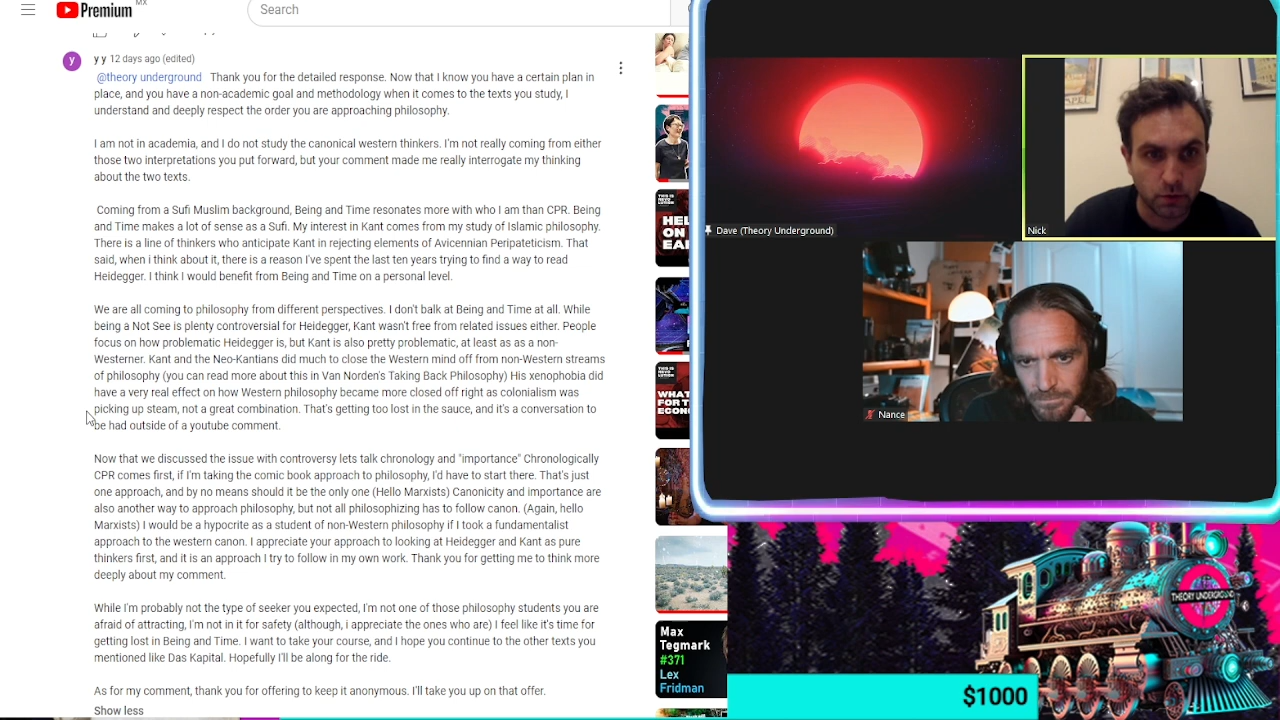 MX
Premium
Search
y
y y 12 days ago (edited)
@theory underground Thank you for the detailed response. Now that I know you have a certain plan in
place, and you have a non-academic goal and methodology when it comes to the texts you study, I
understand and deeply respect the order you are approaching philosophy.
I am not in academia, and I do not study the canonical western thinkers. I'm not really coming from either
those two interpretations you put forward, but your comment made me really interrogate my thinking
about the two texts.
Coming from a Sufi Muslim background, Being and Time resonates more with who I am than CPR. Being
and Time makes a lot of sense as a Sufi. My interest in Kant comes from my study of Islamic philosophy.
There is a line of thinkers who anticipate Kant in rejecting elements of Avicennian Peripateticism. That
said, when i think about it, there is a reason I've spent the last ten years trying to find a way to read
Heidegger. I think I would benefit from Being and Time on a personal level.
We are all coming to philosophy from different perspectives. I don't balk at Being and Time at all. While
being a Not See is plenty controversial for Heidegger, Kant wasn't free from related issues either. People
focus on how problematic Heidegger is, but Kant is also pretty problematic, at least as as a non-
Westerner. Kant and the Neo-Kantians did much to close the Western mind off from non-Western streams
of philosophy (you can read more about this in Van Norden's Taking Back Philosophy) His xenophobia did
have a very real effect on how Western philosophy became more closed off right as colonialism was
picking up steam, not a great combination. That's getting too lost in the sauce, and it's a conversation to
be had outside of a youtube comment.
Now that we discussed the issue with controversy lets talk chronology and "importance" Chronologically
CPR comes first, if I'm taking the comic book approach to philosophy, I'd have to start there. That's just
one approach, and by no means should it be the only one (Hello Marxists) Canonicity and importance are
also another way to approach philosophy, but not all philosophizing has to follow canon. (Again, hello
Marxists) I would be a hypocrite as a student of non-Western philosophy if I took a fundamentalist
approach to the western canon. I appreciate your approach to looking at Heidegger and Kant as pure
thinkers first, and it is an approach I try to follow in my own work. Thank you for getting me to think more
deeply about my comment.
While I'm probably not the type of seeker you expected, I'm not one of those philosophy students you are
afraid of attracting, I'm not in it for safety (although, i appreciate the ones who are) I feel like it's time for
getting lost in Being and Time. I want to take your course, and I hope you continue to the other texts you
mentioned like Das Kapital. Hopefully I'll be along for the ride.
As for my comment, thank you for offering to keep it anonymous. I'll take you up on that offer.
Show less
THIS IS
REVO
LUTION
HEL
ON
EA
THIS IS
REVO
LUTION
WHAT
FOR T
ECON
Max
Tegmark
#371
Lex
Fridman
Dave (Theory Underground)
Nick
Nance
THEORY UNDERGROUND
$1000